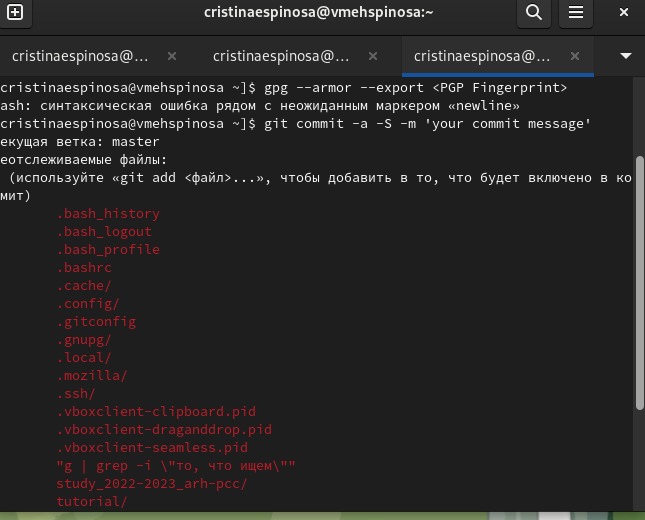 cristinaespinosa@vmehspinosa:~
cristinaespinosa@... cristinaespinosa@... cristinaespinosa@...
cristinaespinosa@vmehspinosa ~]$ gpg --armor --export <PGP Fingerprint>
ash: синтаксическая ошибка рядом с неожиданным маркером «newline»
cristinaespinosa@vmehspinosa ~]$ git commit -a -S -m 'your commit message'
екущая ветка: master
еотслеживаемые файлы:
(используйте «git add <файл>...», чтобы добавить в то, что будет включено в ко
мит)
.bash_history
.bash_logout
.bash_profile
.bashrc
.cache/
.config/
.gitconfig
.gnupg/
.local/
.mozilla/
.ssh/
.vboxclient-clipboard.pid
.vboxclient-draganddrop.pid
.vboxclient-seamless.pid
"g | grep -i \"то, что ищем\""
study_2022-2023_arh-pcc/
tutorial/